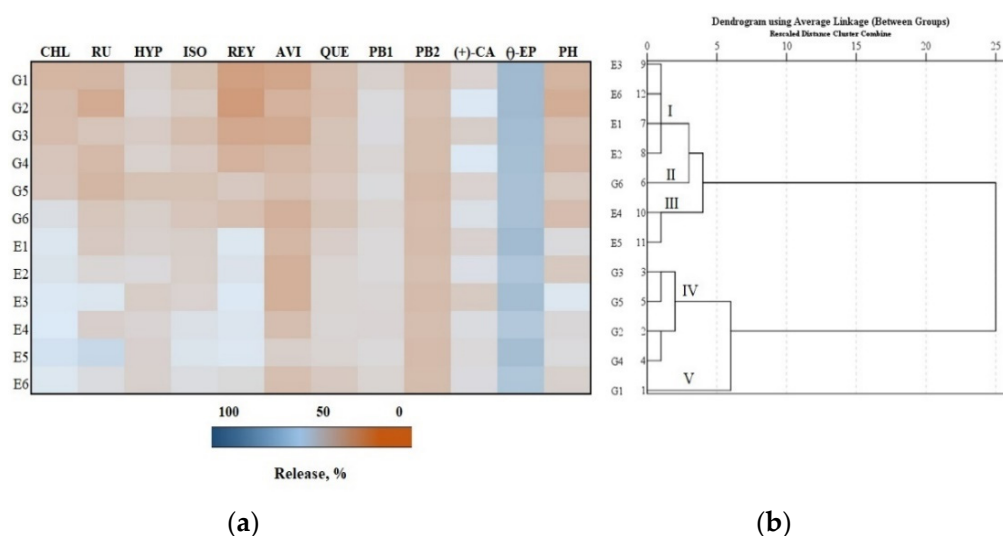 CHL RU HYP ISO REY AVI QUE PB1 PB2 (+)-CA (-)-EP PH
G1
G2
G3
G4
G5
G6
E1
E2
E3
E4
E5
E6
100 50 0
Release, %
(a)
Dendrogram using Average Linkage (Between Groups)
Rescaled Distance Cluster Combine
0 5 10 15 20 25
E3 9
E6 12
I
E1 7
E2 8
II
G6 6
III
E4 10
E5 11
G3 3
IV
G5 5
G2 2
G4 4
V
G1 1
(b)